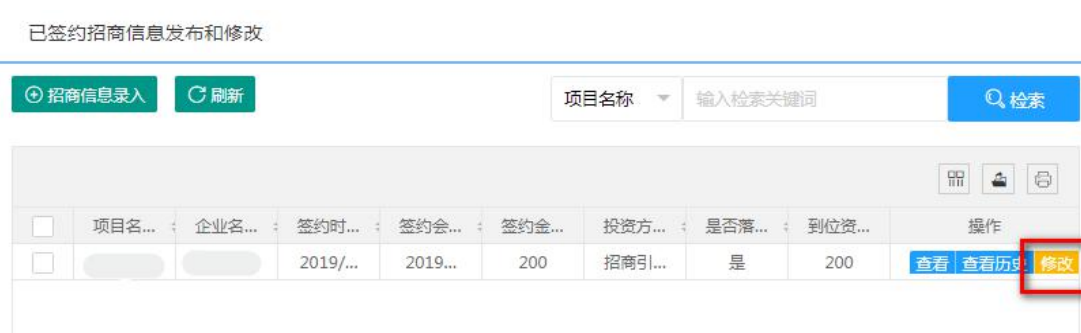 已签约招商信息发布和修改
招商信息录入 刷新 项目名称 输入检索关键词 检索
项目名... 企业名... 签约时... 签约会... 签约金... 投资方... 是否落... 到位资... 操作
2019/... 2019... 200 招商引... 是 200 查看 查看历史 修改